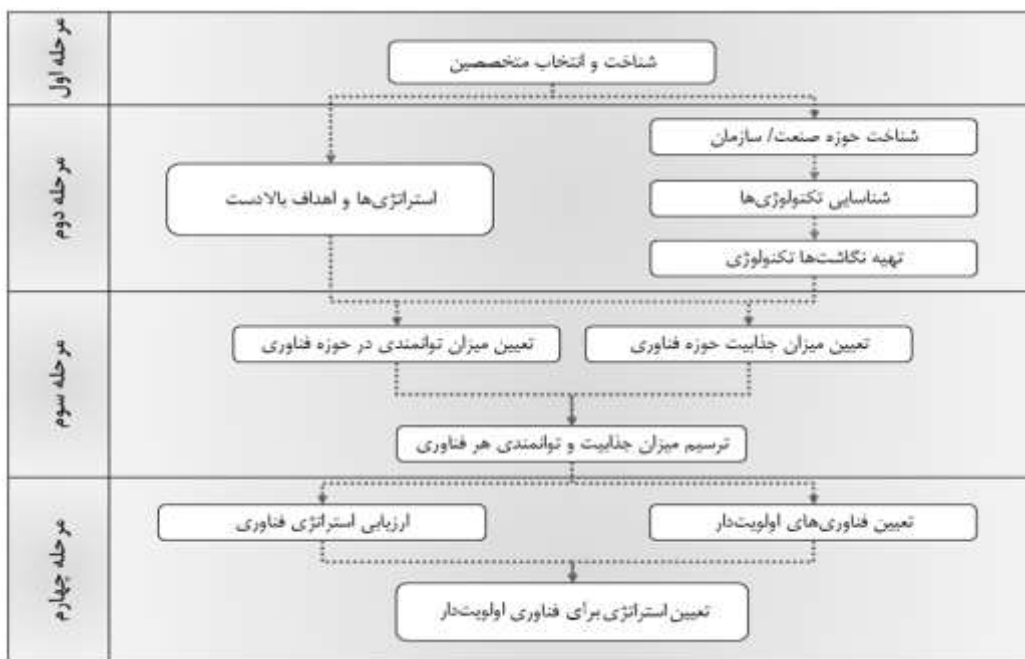 مرحله اول
شناخت و انتخاب متخصصین
مرحله دوم
شناخت حوزه صنعت/ سازمان
استراتژی‌ها و اهداف بالادست
شناسایی تکنولوژی‌ها
تهیه نگاشت‌ها تکنولوژی
مرحله سوم
تعیین میزان جذابیت حوزه فناوری
تعیین میزان توانمندی در حوزه فناوری
ترسیم میزان جذابیت و توانمندی هر فناوری
مرحله چهارم
تعیین فناوری‌های اولویت‌دار
ارزیابی استراتژی فناوری
تعیین استراتژی برای فناوری اولویت‌دار